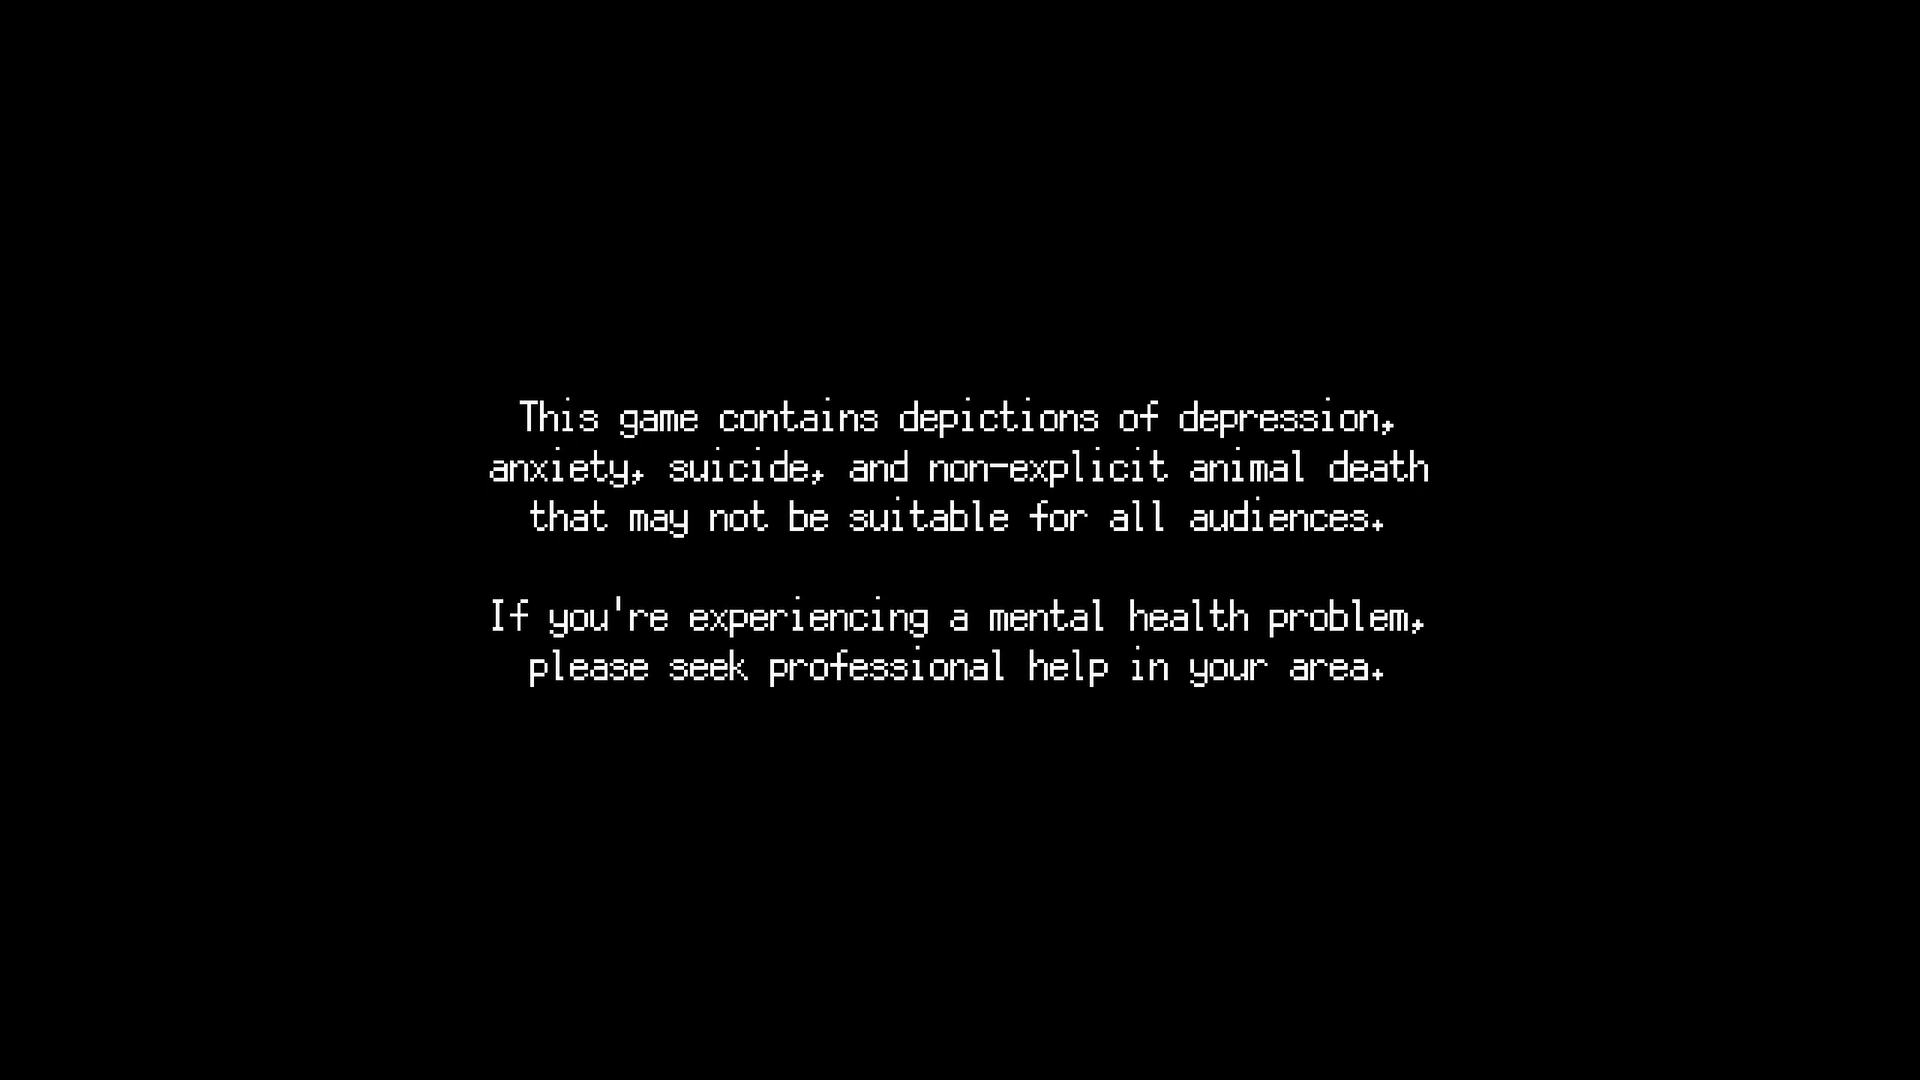 This game contains depictions of depression,
anxiety, suicide, and non-explicit animal death
that may not be suitable for all audiences.
If you're experiencing a mental health problem,
please seek professional help in your area.